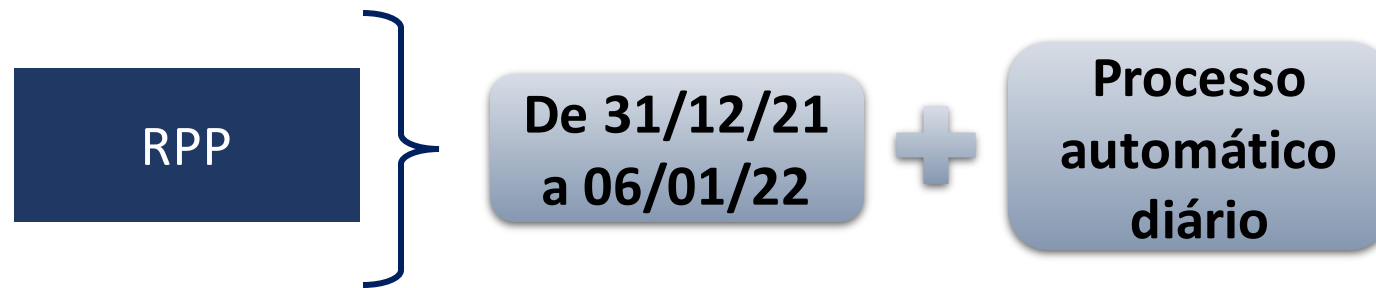 RPP
De 31/12/21
a 06/01/22
Processo
automático
diário